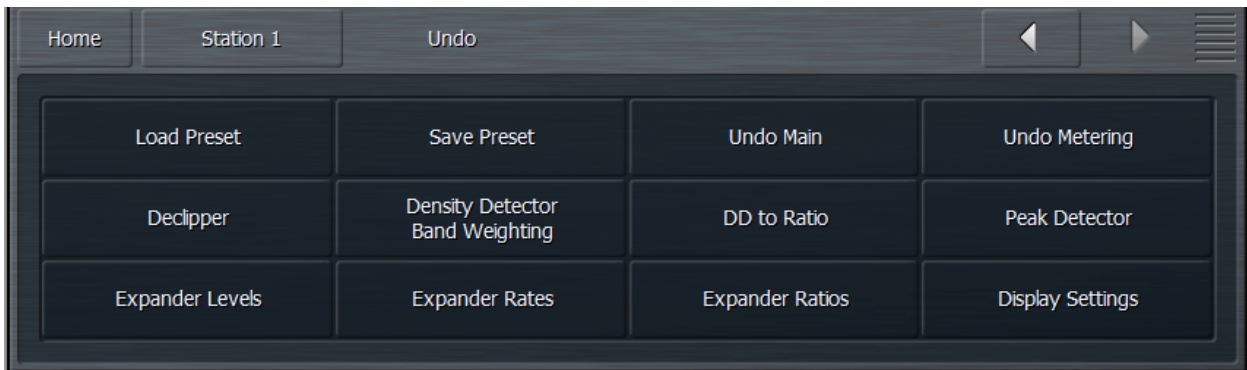 Home
Station 1
Undo
Load Preset
Save Preset
Undo Main
Undo Metering
Declipper
Density Detector
Band Weighting
DD to Ratio
Peak Detector
Expander Levels
Expander Rates
Expander Ratios
Display Settings